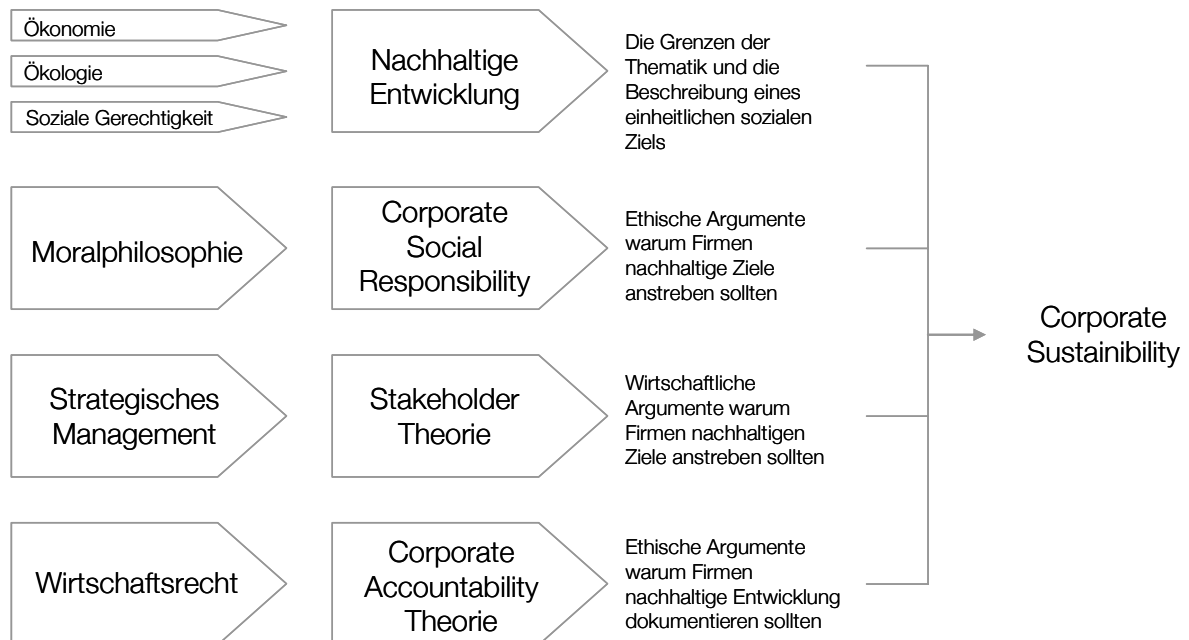 Ökonomie
Ökologie
Soziale Gerechtigkeit
Nachhaltige
Entwicklung
Die Grenzen der
Thematik und die
Beschreibung eines
einheitlichen sozialen
Ziels
Moralphilosophie
Corporate
Social
Responsibility
Ethische Argumente
warum Firmen
nachhaltige Ziele
anstreben sollten
Strategisches
Management
Stakeholder
Theorie
Wirtschaftliche
Argumente warum
Firmen nachhaltigen
Ziele anstreben sollten
Wirtschaftsrecht
Corporate
Accountability
Theorie
Ethische Argumente
warum Firmen
nachhaltige Entwicklung
dokumentieren sollten
Corporate
Sustainibility